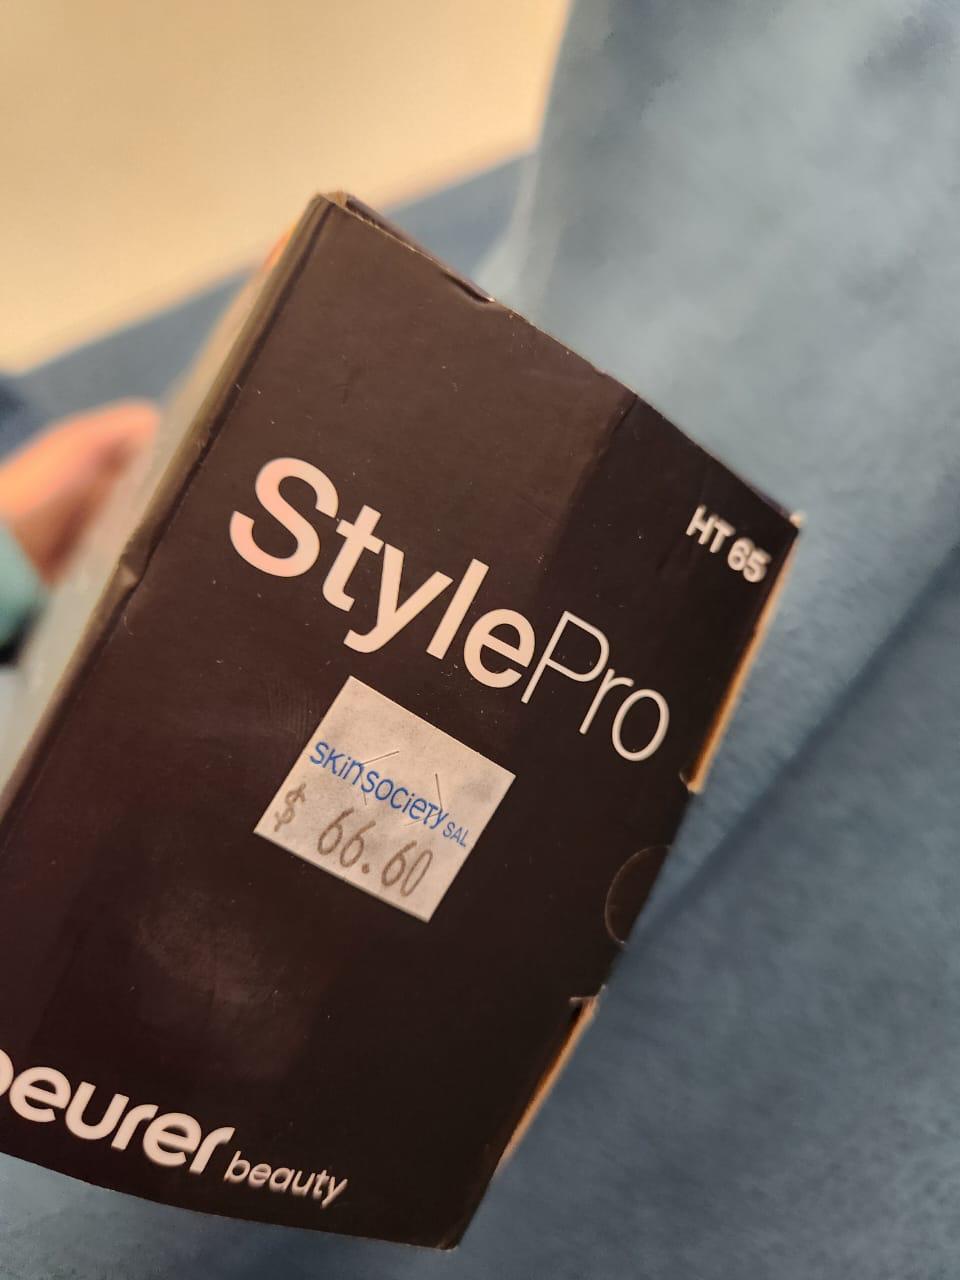 HT 65
StylePro
SKinSOCieTY SAL
$ 66.60
beurer beauty